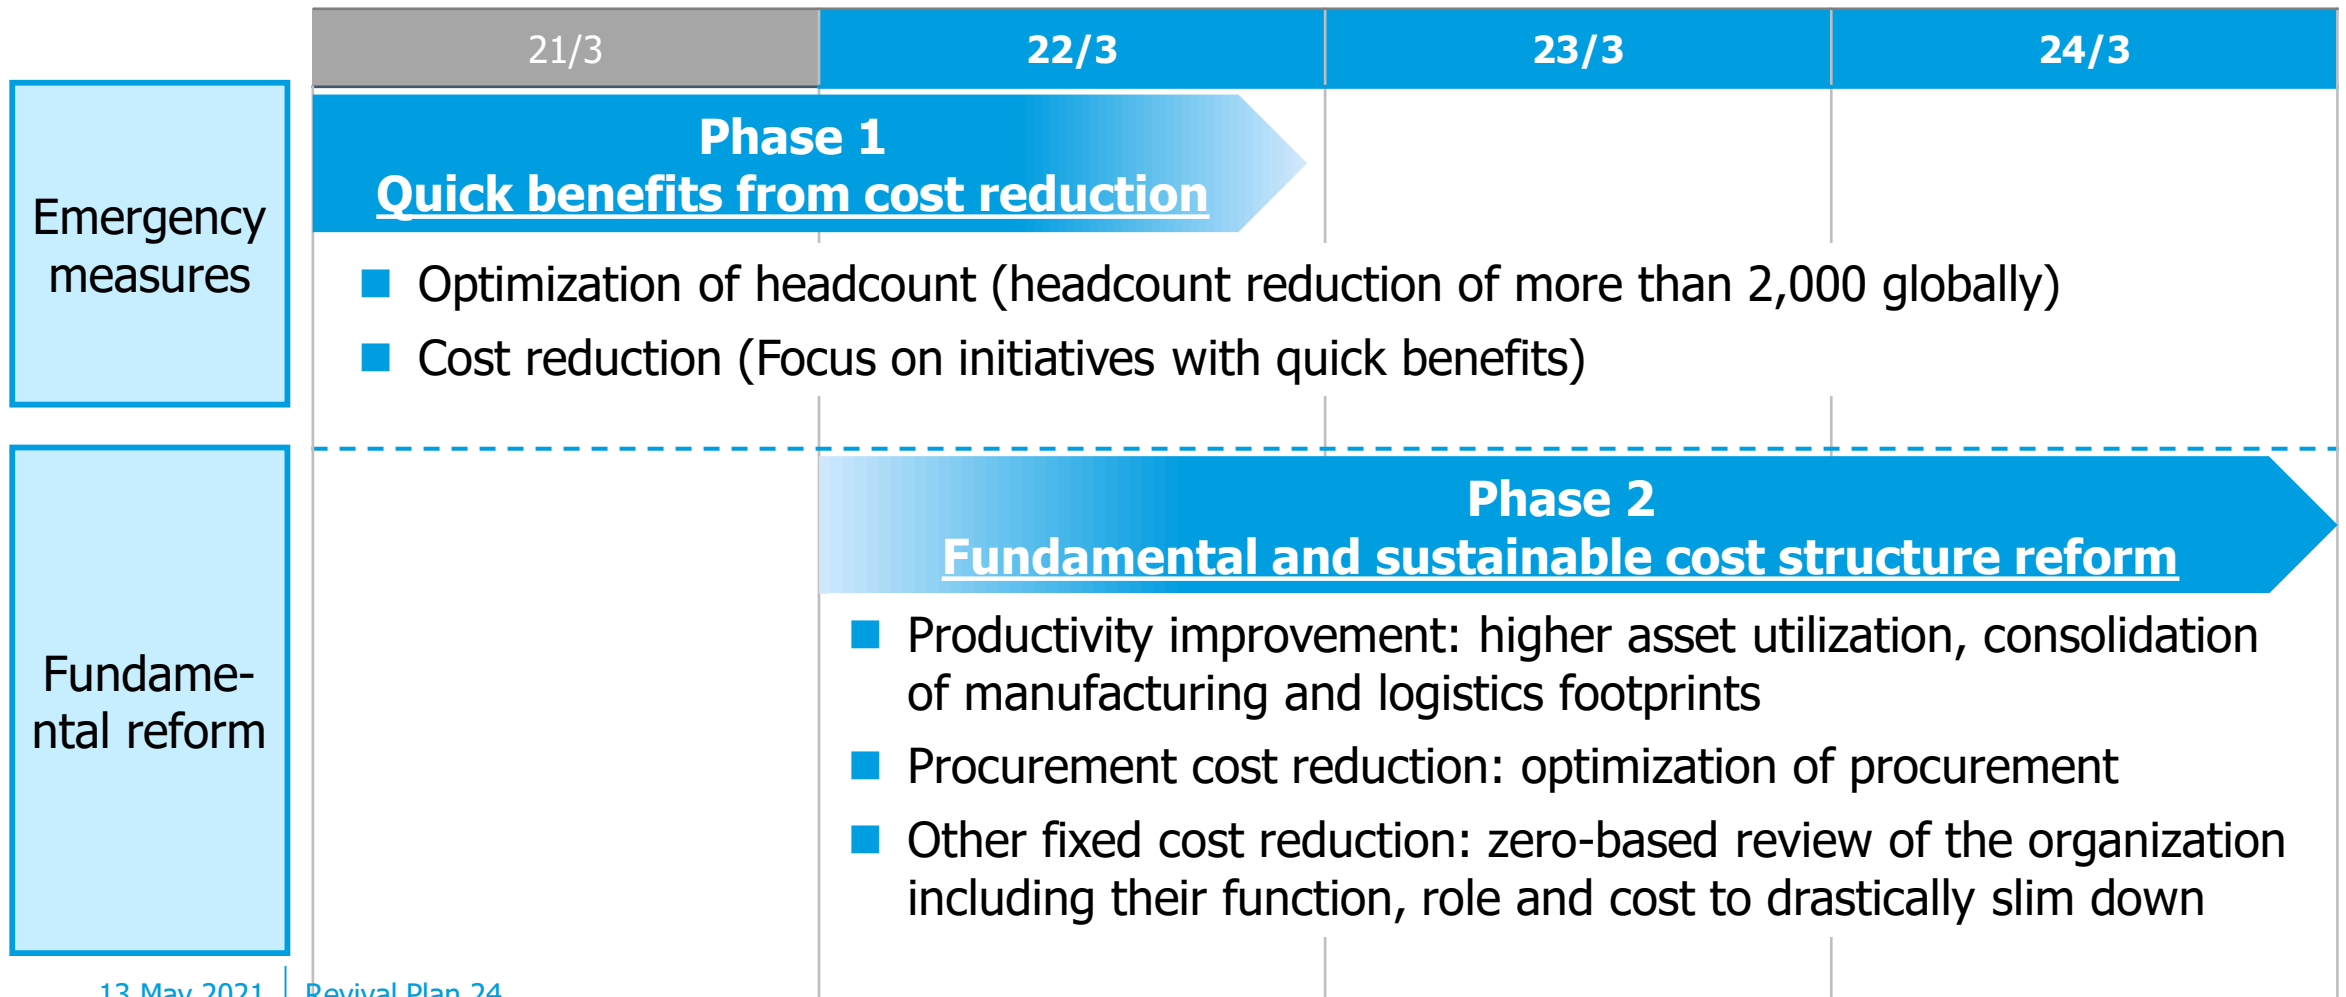 21/3 22/3 23/3 24/3
Emergency
measures
Phase 1
Quick benefits from cost reduction
■ Optimization of headcount (headcount reduction of more than 2,000 globally)
■ Cost reduction (Focus on initiatives with quick benefits)
Fundame-
ntal reform
Phase 2
Fundamental and sustainable cost structure reform
■ Productivity improvement: higher asset utilization, consolidation
of manufacturing and logistics footprints
■ Procurement cost reduction: optimization of procurement
■ Other fixed cost reduction: zero-based review of the organization
including their function, role and cost to drastically slim down
13 May 2021 | Revival Plan 24